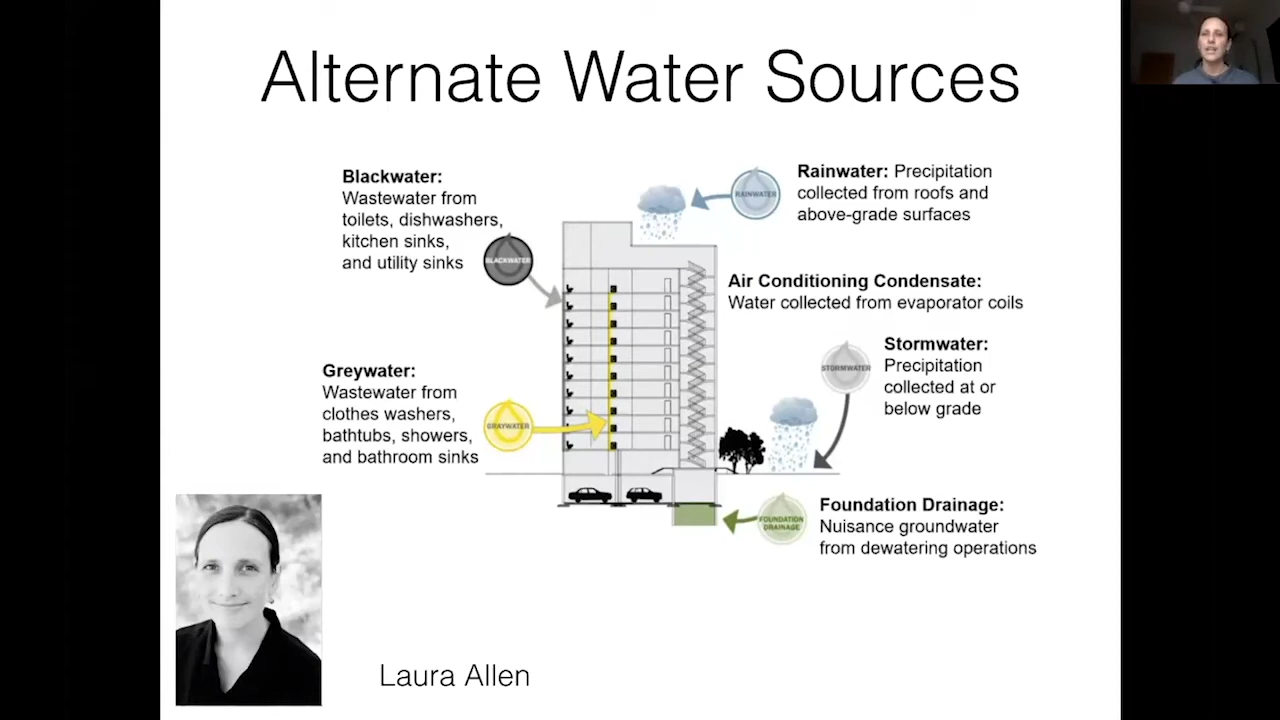 Alternate Water Sources
Blackwater:
Wastewater from
toilets, dishwashers,
kitchen sinks,
and utility sinks
BLACKWATER
Greywater:
Wastewater from
clothes washers,
bathtubs, showers,
and bathroom sinks
GRAYWATER
RAINWATER
Rainwater: Precipitation
collected from roofs and
above-grade surfaces
Air Conditioning Condensate:
Water collected from evaporator coils
STORMWATER
Stormwater:
Precipitation
collected at or
below grade
FOUNDATION
DRAINAGE
Foundation Drainage:
Nuisance groundwater
from dewatering operations
Laura Allen